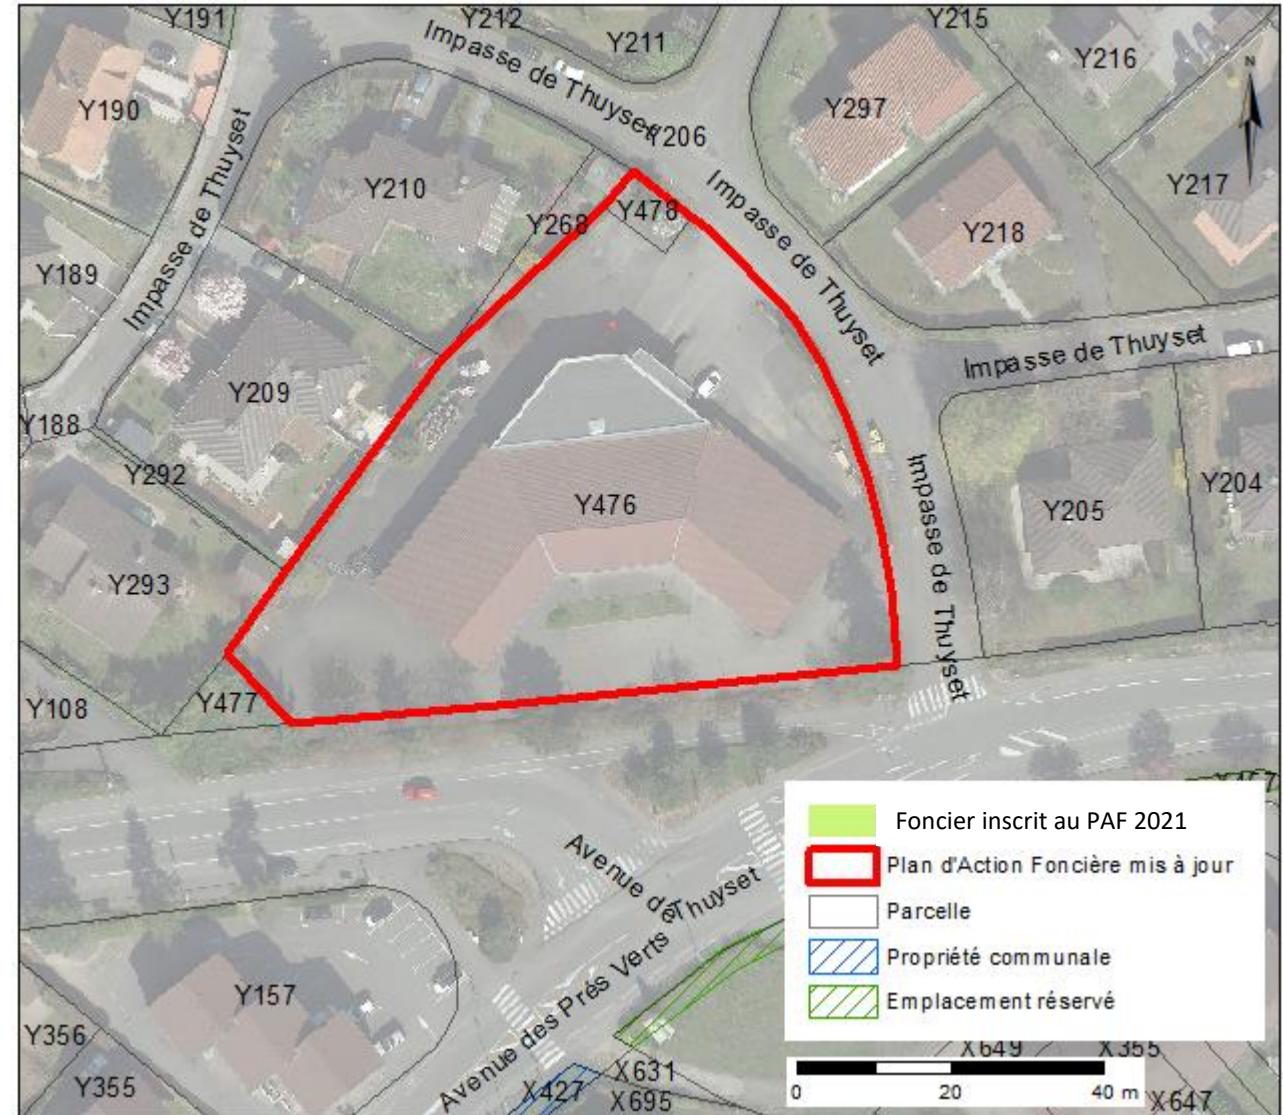 Y191
Y212
Y211
Y215
Y216
Impasse de Thuyset
Y190
Y297
N
Y206
Y210
Impasse de Thuyset
Y217
Impasse de Thuyset
Y478
Y268
Y218
Y189
Impasse de Thuyset
Y209
Y188
Y292
Y476
Y204
Y205
Impasse de Thuyset
Y293
Y477
Y108
Foncier inscrit au PAF 2021
Plan d'Action Foncière mis à jour
Parcelle
Propriété communale
Emplacement réservé
Avenue de Thuyset
Avenue des Prés Verts
Y157
Y356
Y355
X427
X631
X695
X649
X355
X647
0 20 40 m